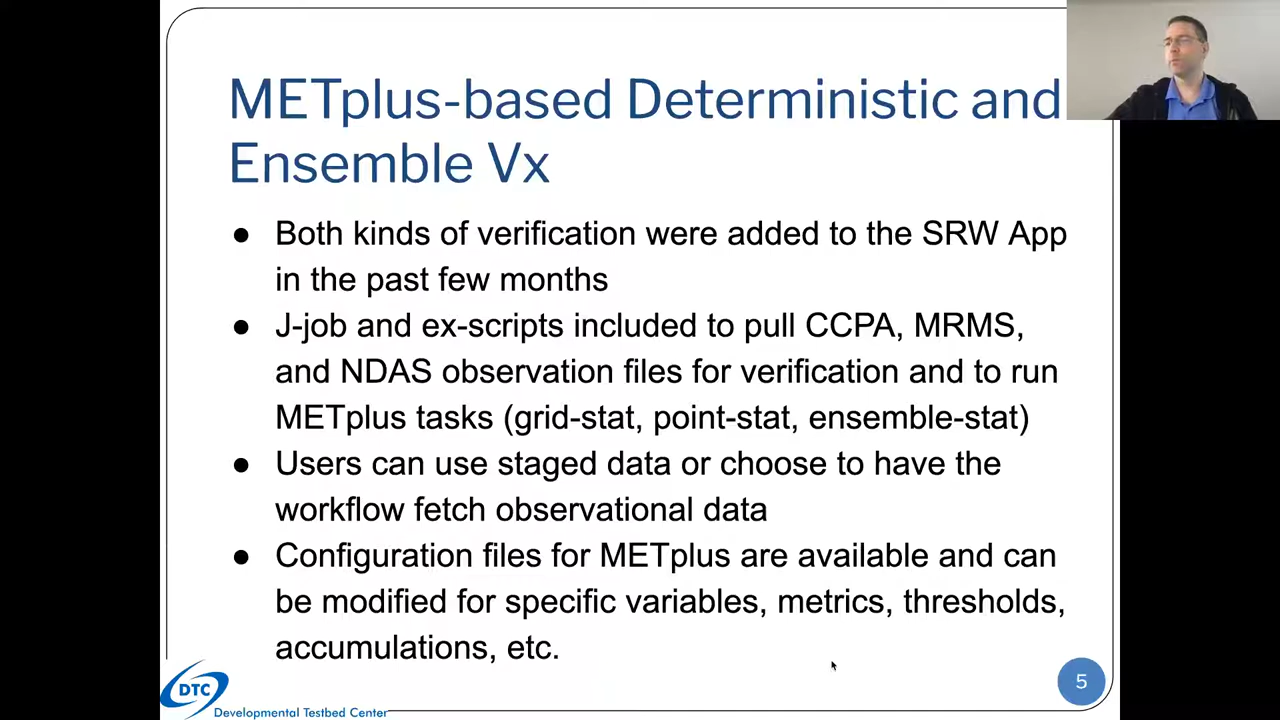 METplus-based Deterministic and
Ensemble Vx
● Both kinds of verification were added to the SRW App
in the past few months
● J-job and ex-scripts included to pull CCPA, MRMS,
and NDAS observation files for verification and to run
METplus tasks (grid-stat, point-stat, ensemble-stat)
● Users can use staged data or choose to have the
workflow fetch observational data
● Configuration files for METplus are available and can
be modified for specific variables, metrics, thresholds,
accumulations, etc.
DTC
Developmental Testbed Center
5